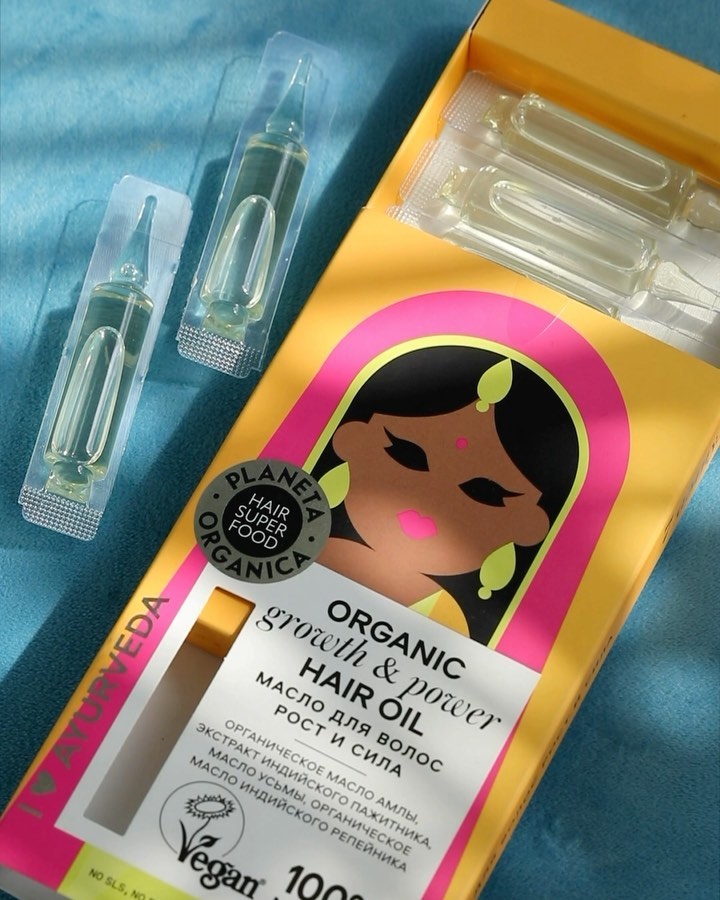 PLANETA
ORGANICA
HAIR
SUPER
FOOD
ORGANIC
growth & power
HAIR OIL
МАСЛО ДЛЯ ВОЛОС
РОСТ И СИЛА
ОРГАНИЧЕСКОЕ МАСЛО АМЛЫ,
ЭКСТРАКТ ИНДИЙСКОГО ПАЖИТНИКА,
МАСЛО УСЬМЫ, ОРГАНИЧЕСКОЕ
МАСЛО ИНДИЙСКОГО РЕПЕЙНИКА
I AYURVEDA
Vegan
100%
NO SLS,